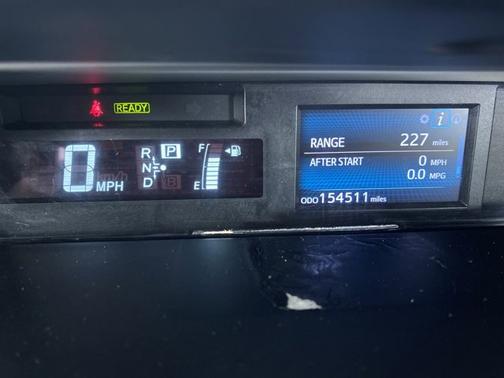 READY
0 MPH
R P
N
D B
F
E
i
RANGE 227 miles
AFTER START 0 MPH
0.0 MPG
ODO 154511 miles